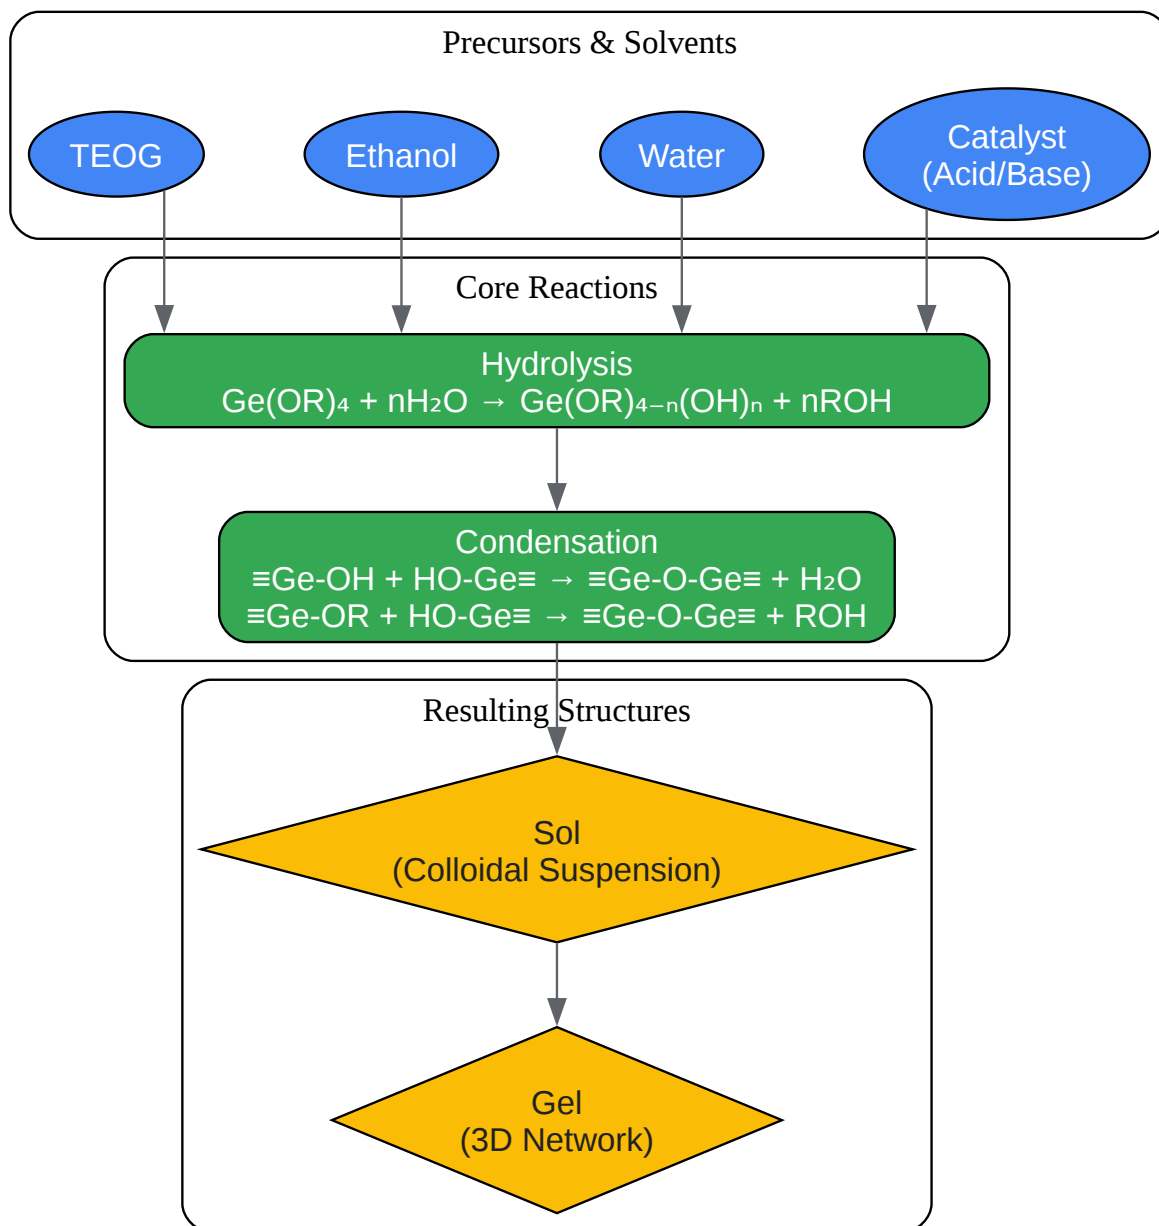 Precursors & Solvents
TEOG
Ethanol
Water
Catalyst
(Acid/Base)
Core Reactions
Hydrolysis
Ge(OR)₄ + nH₂O → Ge(OR)₄₋ₙ(OH)ₙ + nROH
Condensation
≡Ge-OH + HO-Ge≡ → ≡Ge-O-Ge≡ + H₂O
≡Ge-OR + HO-Ge≡ → ≡Ge-O-Ge≡ + ROH
Resulting Structures
Sol
(Colloidal Suspension)
Gel
(3D Network)